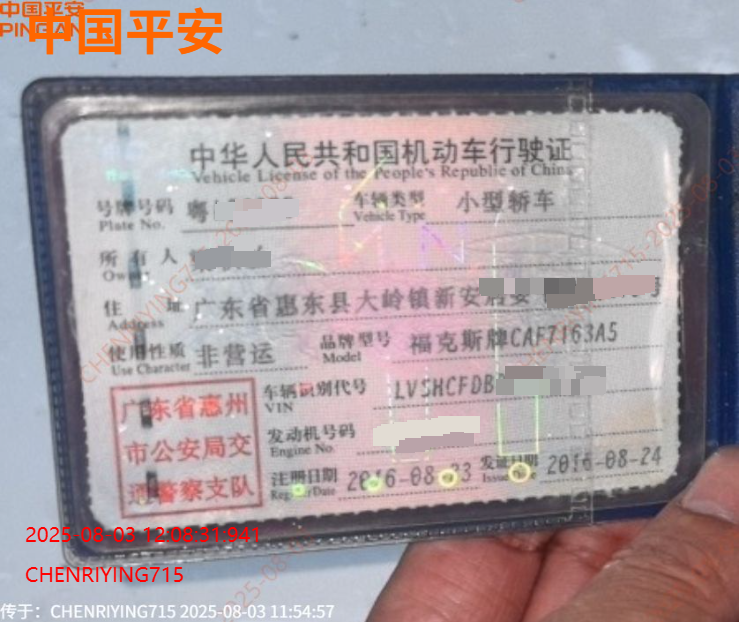 中国平安
PINGAN
中国平安
中华人民共和国机动车行驶证
Vehicle License of the People's Republic of China
号牌号码 粤 车辆类型 小型轿车
Plate No. Vehicle Type
所有人
Owner
住址 广东省惠东县大岭镇新安
Address
使用性质 非营运 品牌型号 福克斯牌CAF7163A5
Use Character Model
广东省惠州
市公安局交
通警察支队
车辆识别代号 LVSHCFDB
VIN
发动机号码
Engine No.
注册日期 2016-08-23 发证日期 2016-08-24
Register Date Issue Date
2025-08-03 12:08:31:941
CHENRIYING715
传于：CHENRIYING715 2025-08-03 11:54:57